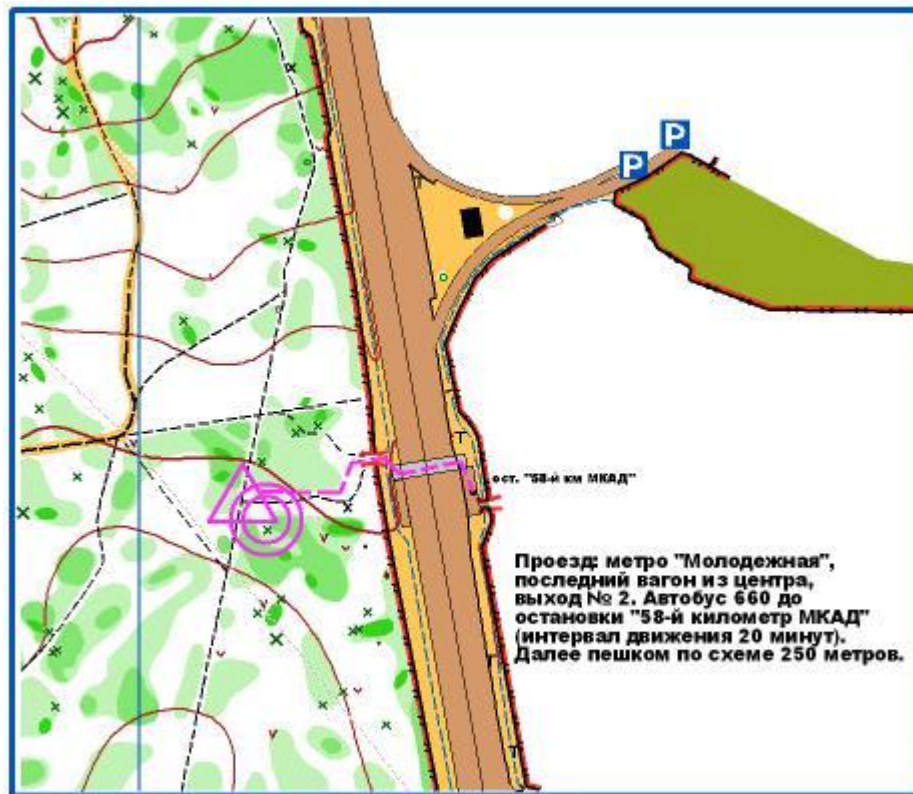 P
P
ост. "58-й км МКАД"
Проезд: метро "Молодежная",
последний вагон из центра,
выход № 2. Автобус 660 до
остановки "58-й километр МКАД"
(интервал движения 20 минут).
Далее пешком по схеме 250 метров.